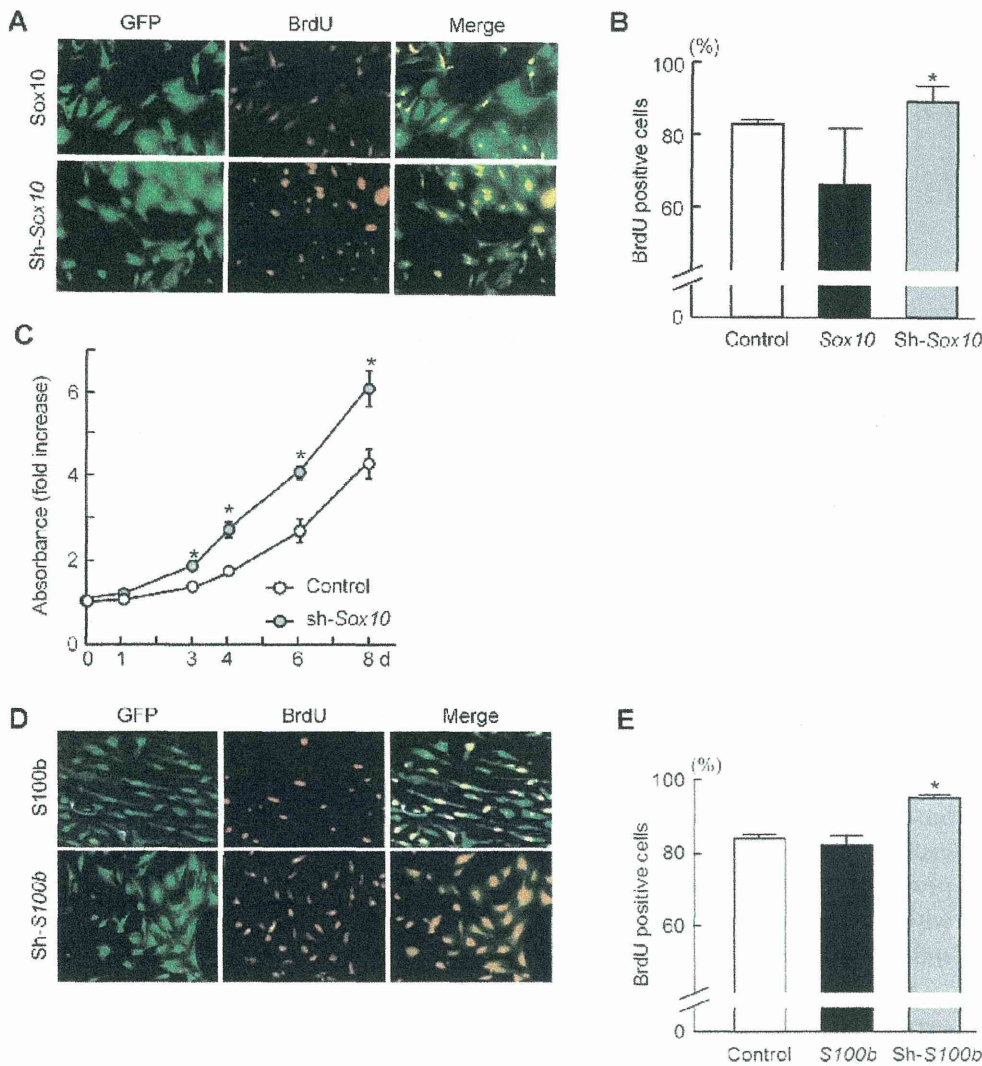 A
GFP BrdU Merge
Sox10
Sh-Sox10
B
(%)
BrdU positive cells
100
80
60
0
Control Sox10 Sh-Sox10
*
C
Absorbance (fold increase)
6
4
2
0
0 1 3 4 6 8 d
* * * *
Control
sh-Sox10
D
GFP BrdU Merge
S100b
Sh-S100b
E
(%)
BrdU positive cells
100
80
60
0
Control S100b Sh-S100b
*